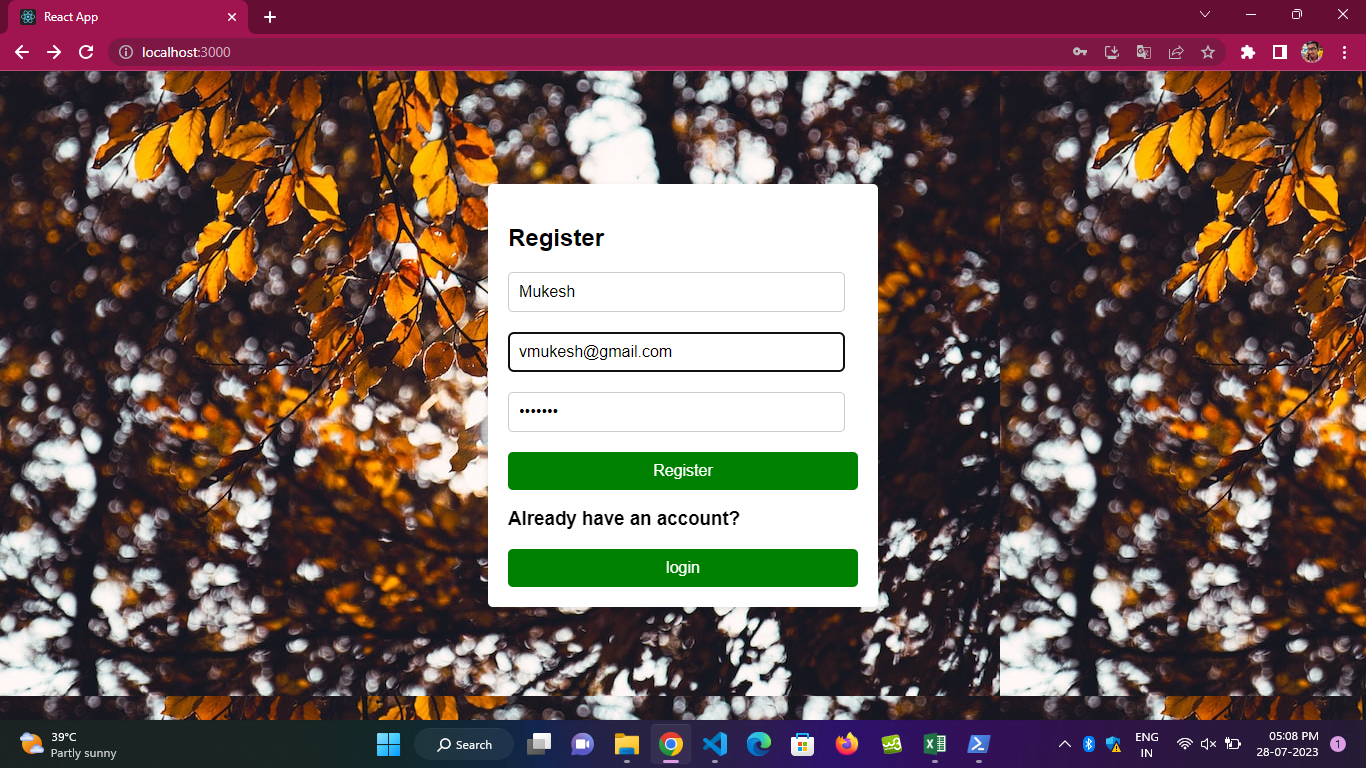 React App
localhost:3000
Register
Mukesh
vmukesh@gmail.com
•••••••
Register
Already have an account?
login
39°C
Partly sunny
Search
ENG
IN
05:08 PM
28-07-2023
1